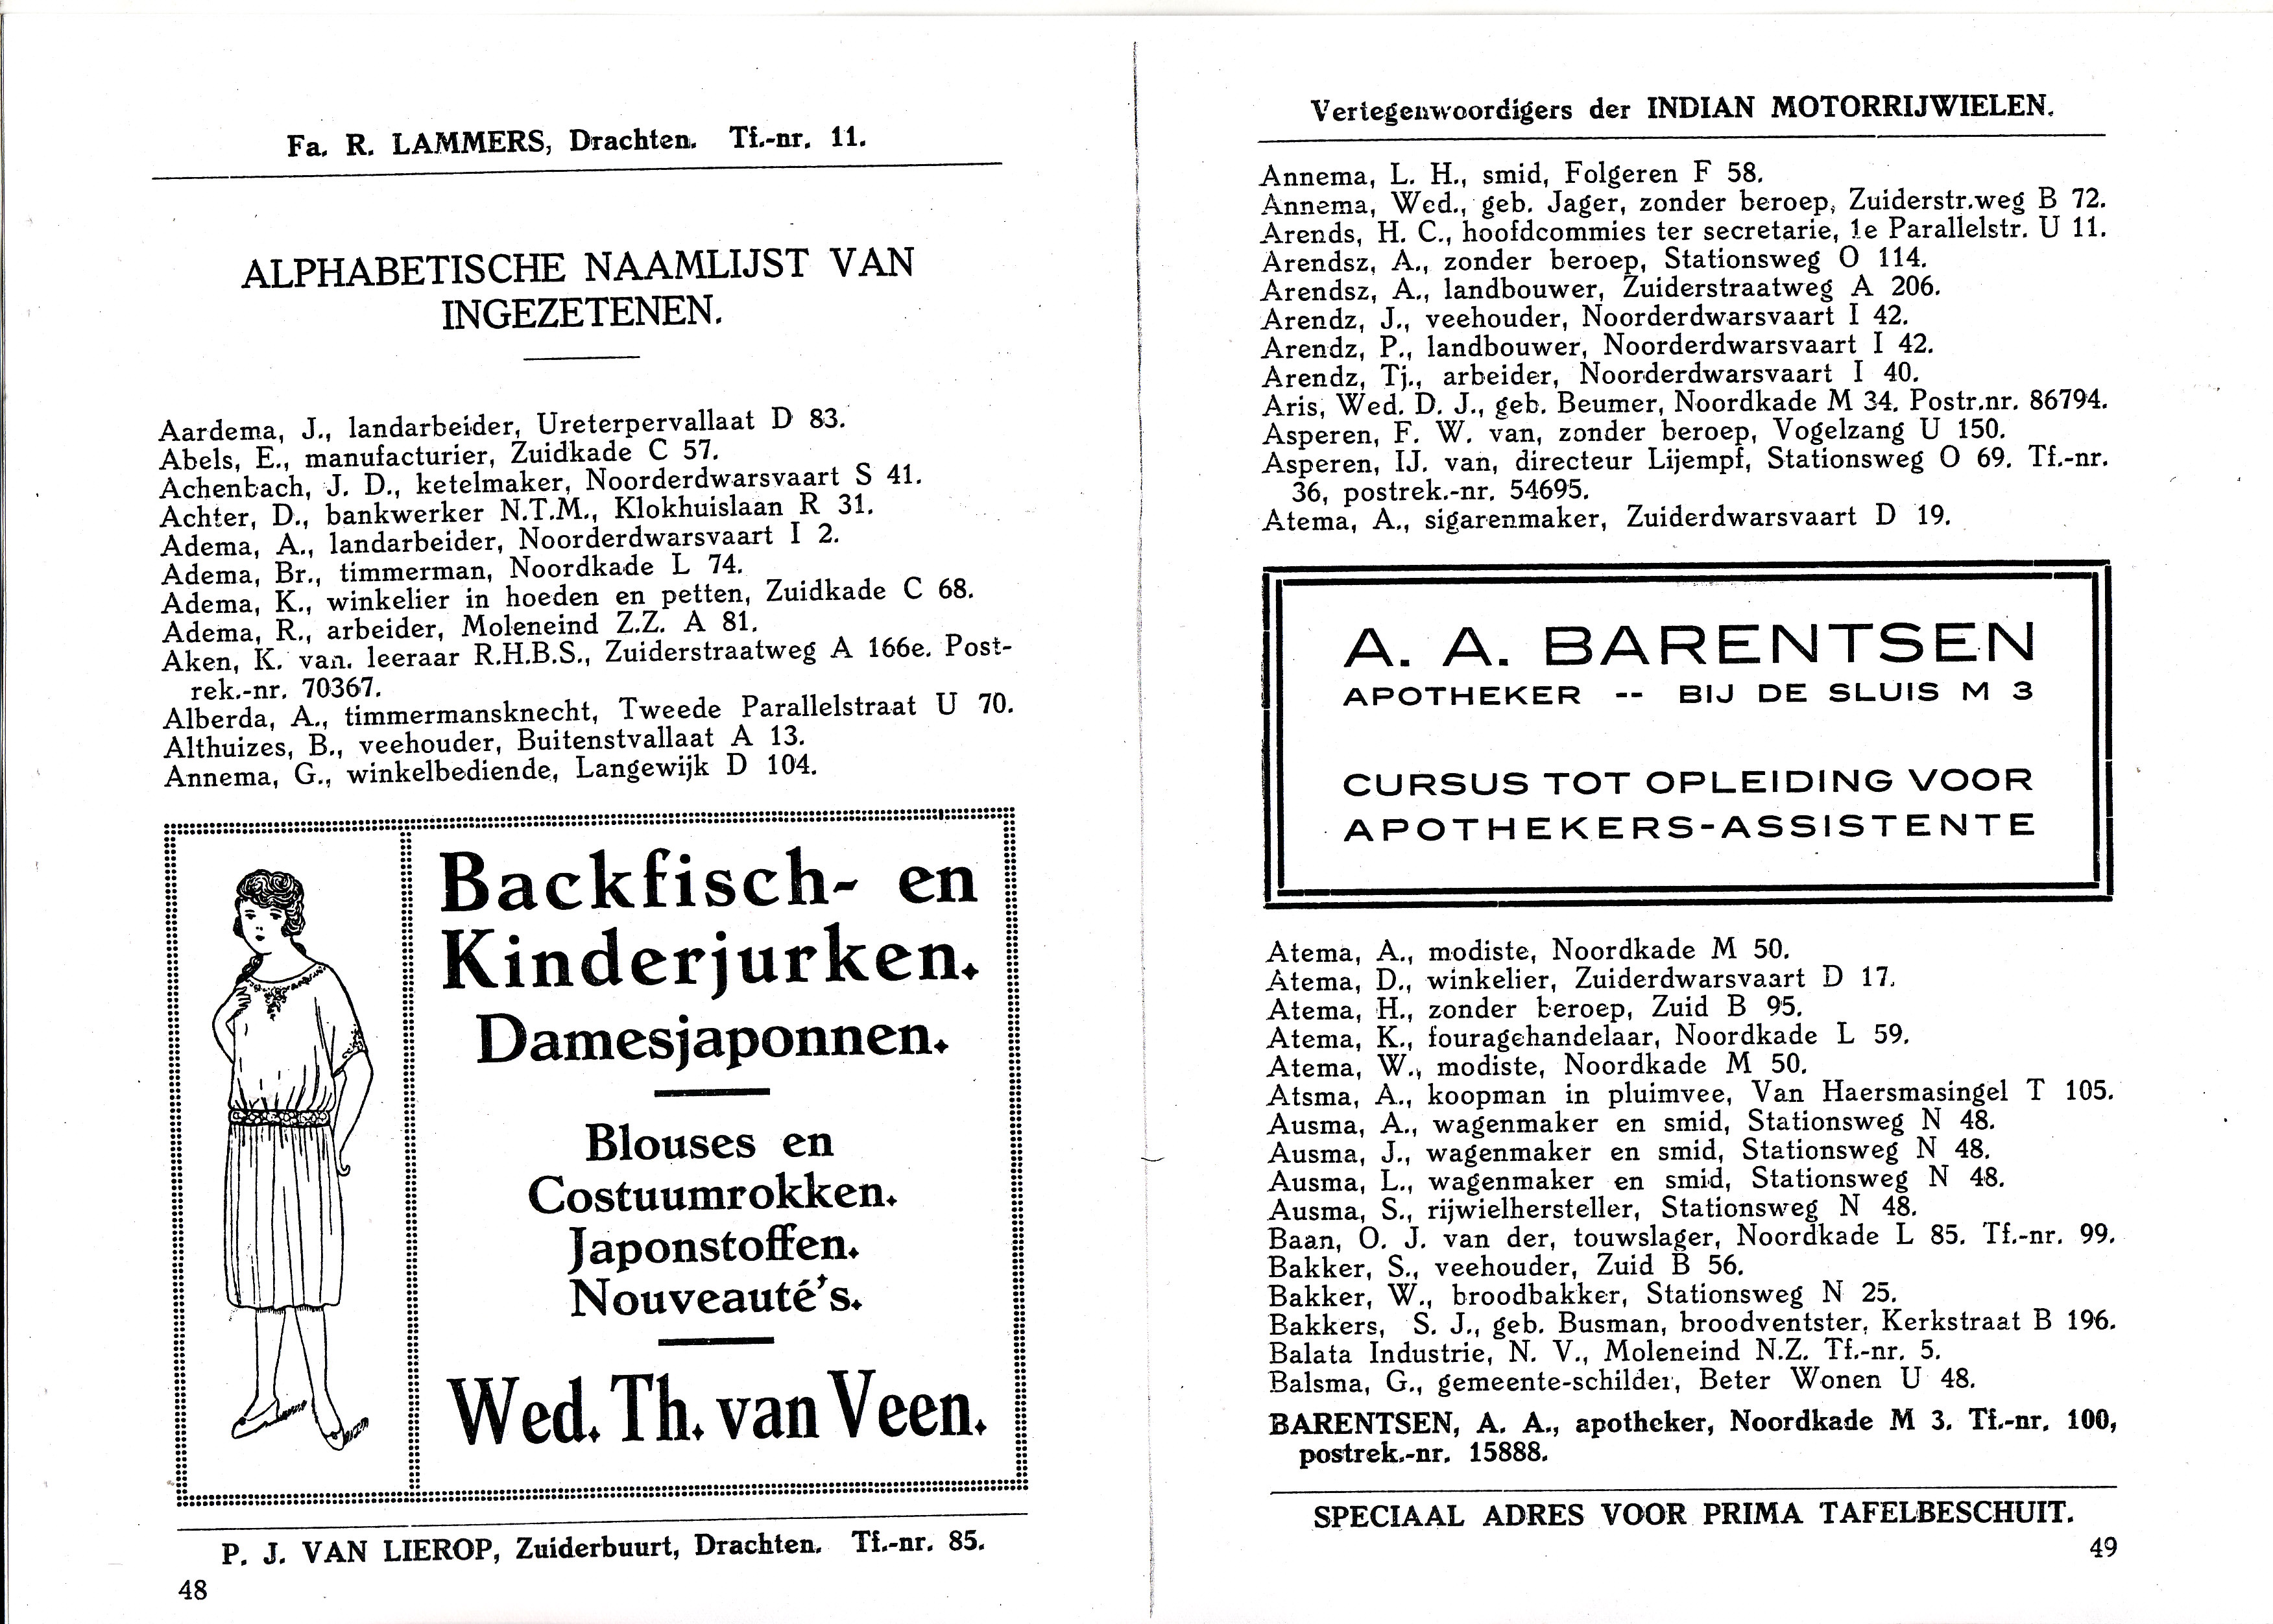 Fa. R. LAMMERS, Drachten. Tf.-nr. 11.
ALPHABETISCHE NAAMLIJST VAN
INGEZETENEN.
Aardema, J., landarbeider, Ureterpervallaat D 83.
Abels, E., manufacturier, Zuidkade C 57.
Achenbach, J. D., ketelmaker, Noorderdwarsvaart S 41.
Achter, D., bankwerker N.T.M., Klokhuislaan R 31.
Adema, A., landarbeider, Noorderdwarsvaart I 2.
Adema, Br., timmerman, Noordkade L 74.
Adema, K., winkelier in hoeden en petten, Zuidkade C 68.
Adema, R., arbeider, Moleneind Z.Z. A 81.
Aken, K. van. leeraar R.H.B.S., Zuiderstraatweg A 166e. Post-
rek.-nr. 70367.
Alberda, A., timmermansknecht, Tweede Parallelstraat U 70.
Althuizes, B., veehouder, Buitenstvallaat A 13.
Annema, G., winkelbediende, Langewijk D 104.
Backfisch- en
Kinderjurken.
Damesjaponnen.
Blouses en
Costuumrokken.
Japonstoffen.
Nouveauté's.
Wed. Th. van Veen.
P. J. VAN LIEROP, Zuiderbuurt, Drachten. Tf.-nr. 85.
48
Vertegenwoordigers der INDIAN MOTORRIJWIELEN.
Annema, L. H., smid, Folgeren F 58.
Annema, Wed., geb. Jager, zonder beroep, Zuiderstr.weg B 72.
Arends, H. C., hoofdcommies ter secretarie, 1e Parallelstr. U 11.
Arendsz, A., zonder beroep, Stationsweg O 114.
Arendsz, A., landbouwer, Zuiderstraatweg A 206.
Arendz, J., veehouder, Noorderdwarsvaart I 42.
Arendz, P., landbouwer, Noorderdwarsvaart I 42.
Arendz, Tj., arbeider, Noorderdwarsvaart I 40.
Aris, Wed. D. J., geb. Beumer, Noordkade M 34. Postr.nr. 86794.
Asperen, F. W. van, zonder beroep, Vogelzang U 150.
Asperen, IJ. van, directeur Lijempf, Stationsweg O 69. Tf.-nr.
36, postrek.-nr. 54695.
Atema, A., sigarenmaker, Zuiderdwarsvaart D 19.
A. A. BARENTSEN
APOTHEKER -- BIJ DE SLUIS M 3
CURSUS TOT OPLEIDING VOOR
APOTHEKERS-ASSISTENTE
Atema, A., modiste, Noordkade M 50.
Atema, D., winkelier, Zuiderdwarsvaart D 17.
Atema, H., zonder beroep, Zuid B 95.
Atema, K., fouragehandelaar, Noordkade L 59.
Atema, W., modiste, Noordkade M 50.
Atsma, A., koopman in pluimvee, Van Haersmasingel T 105.
Ausma, A., wagenmaker en smid, Stationsweg N 48.
Ausma, J., wagenmaker en smid, Stationsweg N 48.
Ausma, L., wagenmaker en smid, Stationsweg N 48.
Ausma, S., rijwielhersteller, Stationsweg N 48.
Baan, O. J. van der, touwslager, Noordkade L 85. Tf.-nr. 99.
Bakker, S., veehouder, Zuid B 56.
Bakker, W., broodbakker, Stationsweg N 25.
Bakkers, S. J., geb. Busman, broodventster, Kerkstraat B 196.
Balata Industrie, N. V., Moleneind N.Z. Tf.-nr. 5.
Balsma, G., gemeente-schilder, Beter Wonen U 48.
BARENTSEN, A. A., apotheker, Noordkade M 3. Tf.-nr. 100,
postrek.-nr. 15888.
SPECIAAL ADRES VOOR PRIMA TAFELBESCHUIT.
49